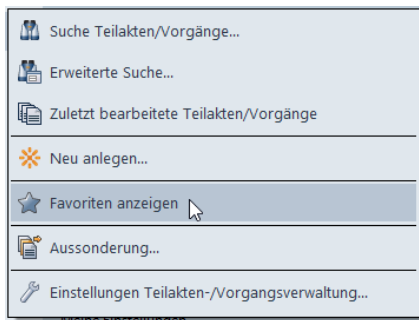 Suche Teilakten/Vorgänge...
Erweiterte Suche...
Zuletzt bearbeitete Teilakten/Vorgänge
Neu anlegen...
Favoriten anzeigen
Aussonderung...
Einstellungen Teilakten-/Vorgangsverwaltung...